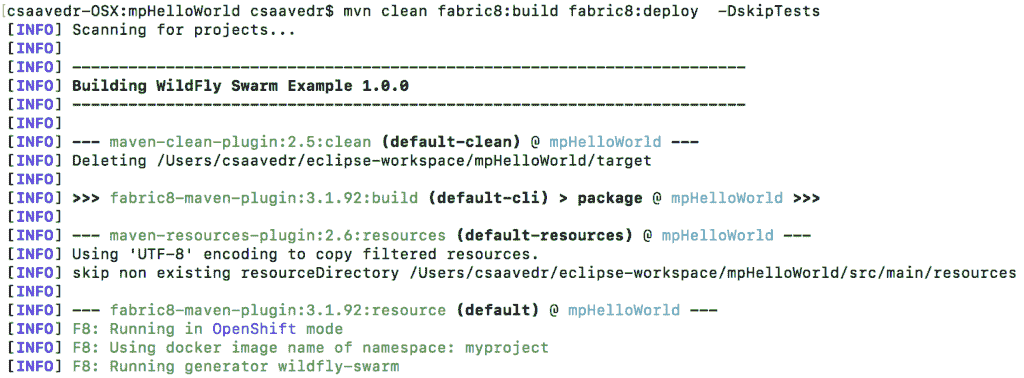 [csaavedr-OSX:mpHelloWorld csaavedr$ mvn clean fabric8:build fabric8:deploy  -DskipTests
[INFO] Scanning for projects...
[INFO]
[INFO] ------------------------------------------------------------------------
[INFO] Building WildFly Swarm Example 1.0.0
[INFO] ------------------------------------------------------------------------
[INFO]
[INFO] --- maven-clean-plugin:2.5:clean (default-clean) @ mpHelloWorld ---
[INFO] Deleting /Users/csaavedr/eclipse-workspace/mpHelloWorld/target
[INFO]
[INFO] >>> fabric8-maven-plugin:3.1.92:build (default-cli) > package @ mpHelloWorld >>>
[INFO]
[INFO] --- maven-resources-plugin:2.6:resources (default-resources) @ mpHelloWorld ---
[INFO] Using 'UTF-8' encoding to copy filtered resources.
[INFO] skip non existing resourceDirectory /Users/csaavedr/eclipse-workspace/mpHelloWorld/src/main/resources
[INFO]
[INFO] --- fabric8-maven-plugin:3.1.92:resource (default) @ mpHelloWorld ---
[INFO] F8: Running in OpenShift mode
[INFO] F8: Using docker image name of namespace: myproject
[INFO] F8: Running generator wildfly-swarm